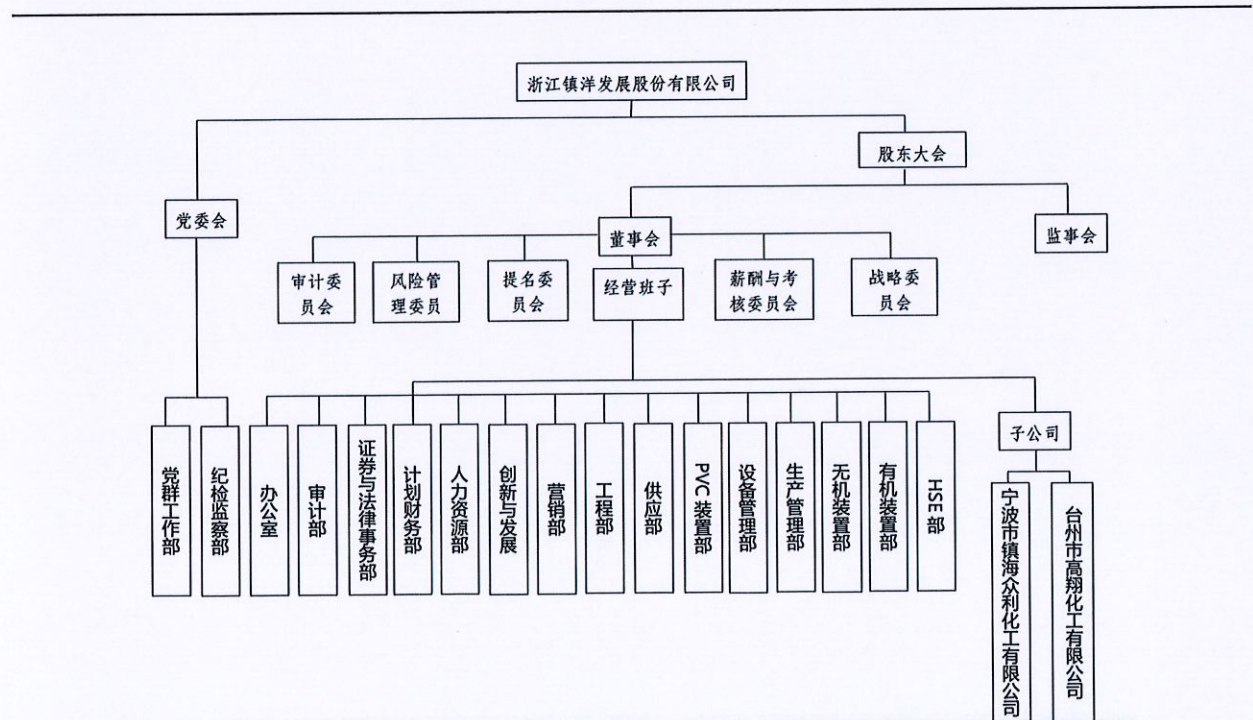 浙江镇洋发展股份有限公司
股东大会
党委会
董事会
监事会
审计委
员会
风险管
理委员
提名委
员会
经营班子
薪酬与考
核委员会
战略委
员会
子公司
党群工作部
纪检监察部
办公室
审计部
证券与法律事务部
计划财务部
人力资源部
创新与发展
营销部
工程部
供应部
PVC 装置部
设备管理部
生产管理部
无机装置部
有机装置部
HSE 部
宁波市镇海众利化工有限公司
台州市高翔化工有限公司